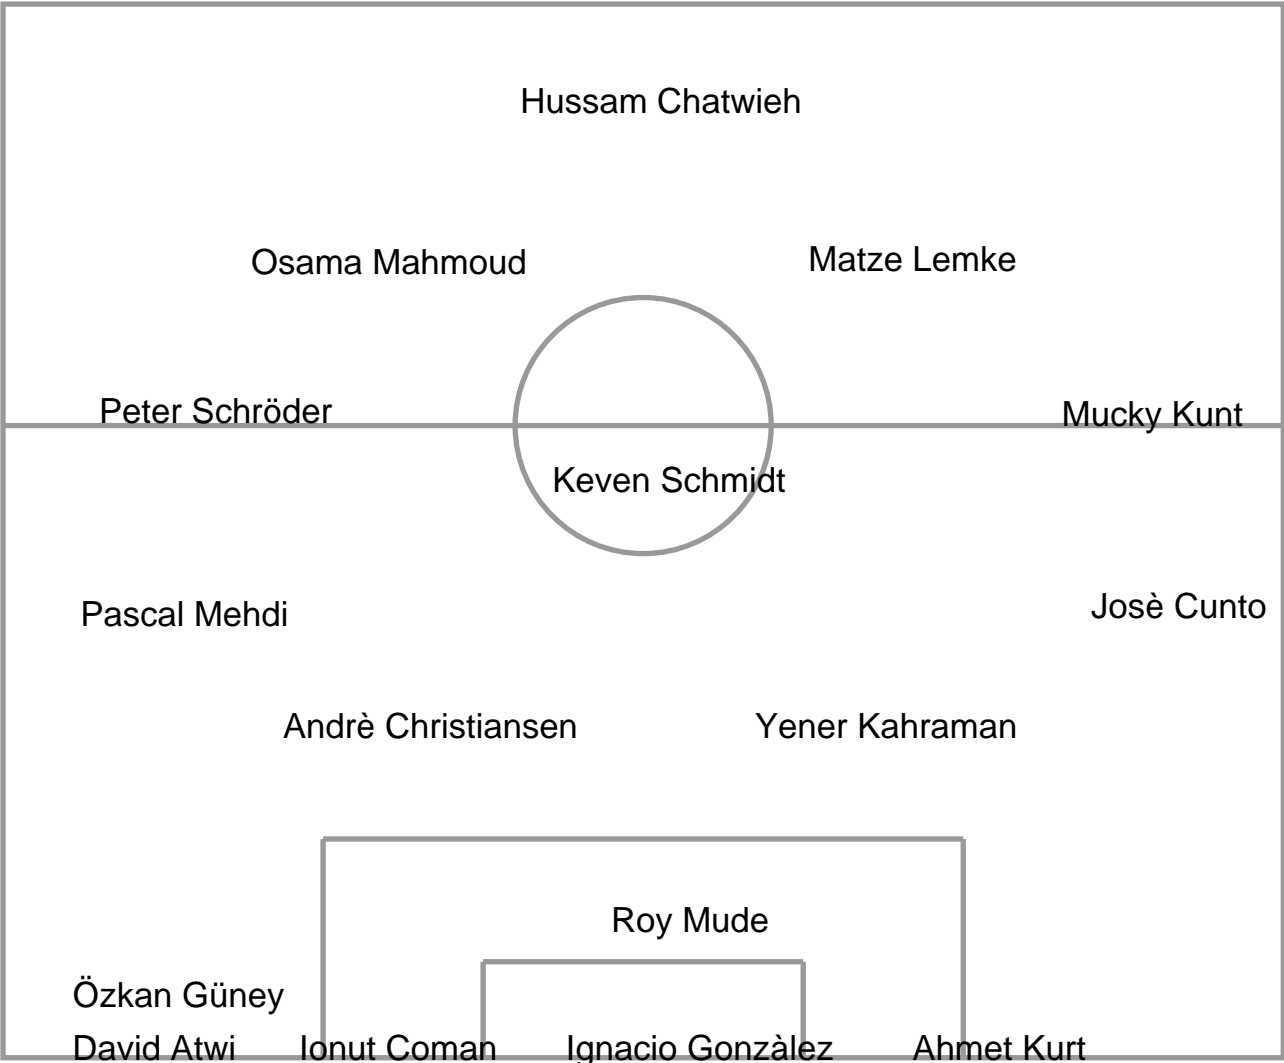 Hussam Chatwieh
Osama Mahmoud
Matze Lemke
Peter Schröder
Mucky Kunt
Keven Schmidt
Pascal Mehdi
Josè Cunto
Andrè Christiansen
Yener Kahraman
Roy Mude
Özkan Güney
David Atwi
Ionut Coman
Ignacio Gonzàlez
Ahmet Kurt